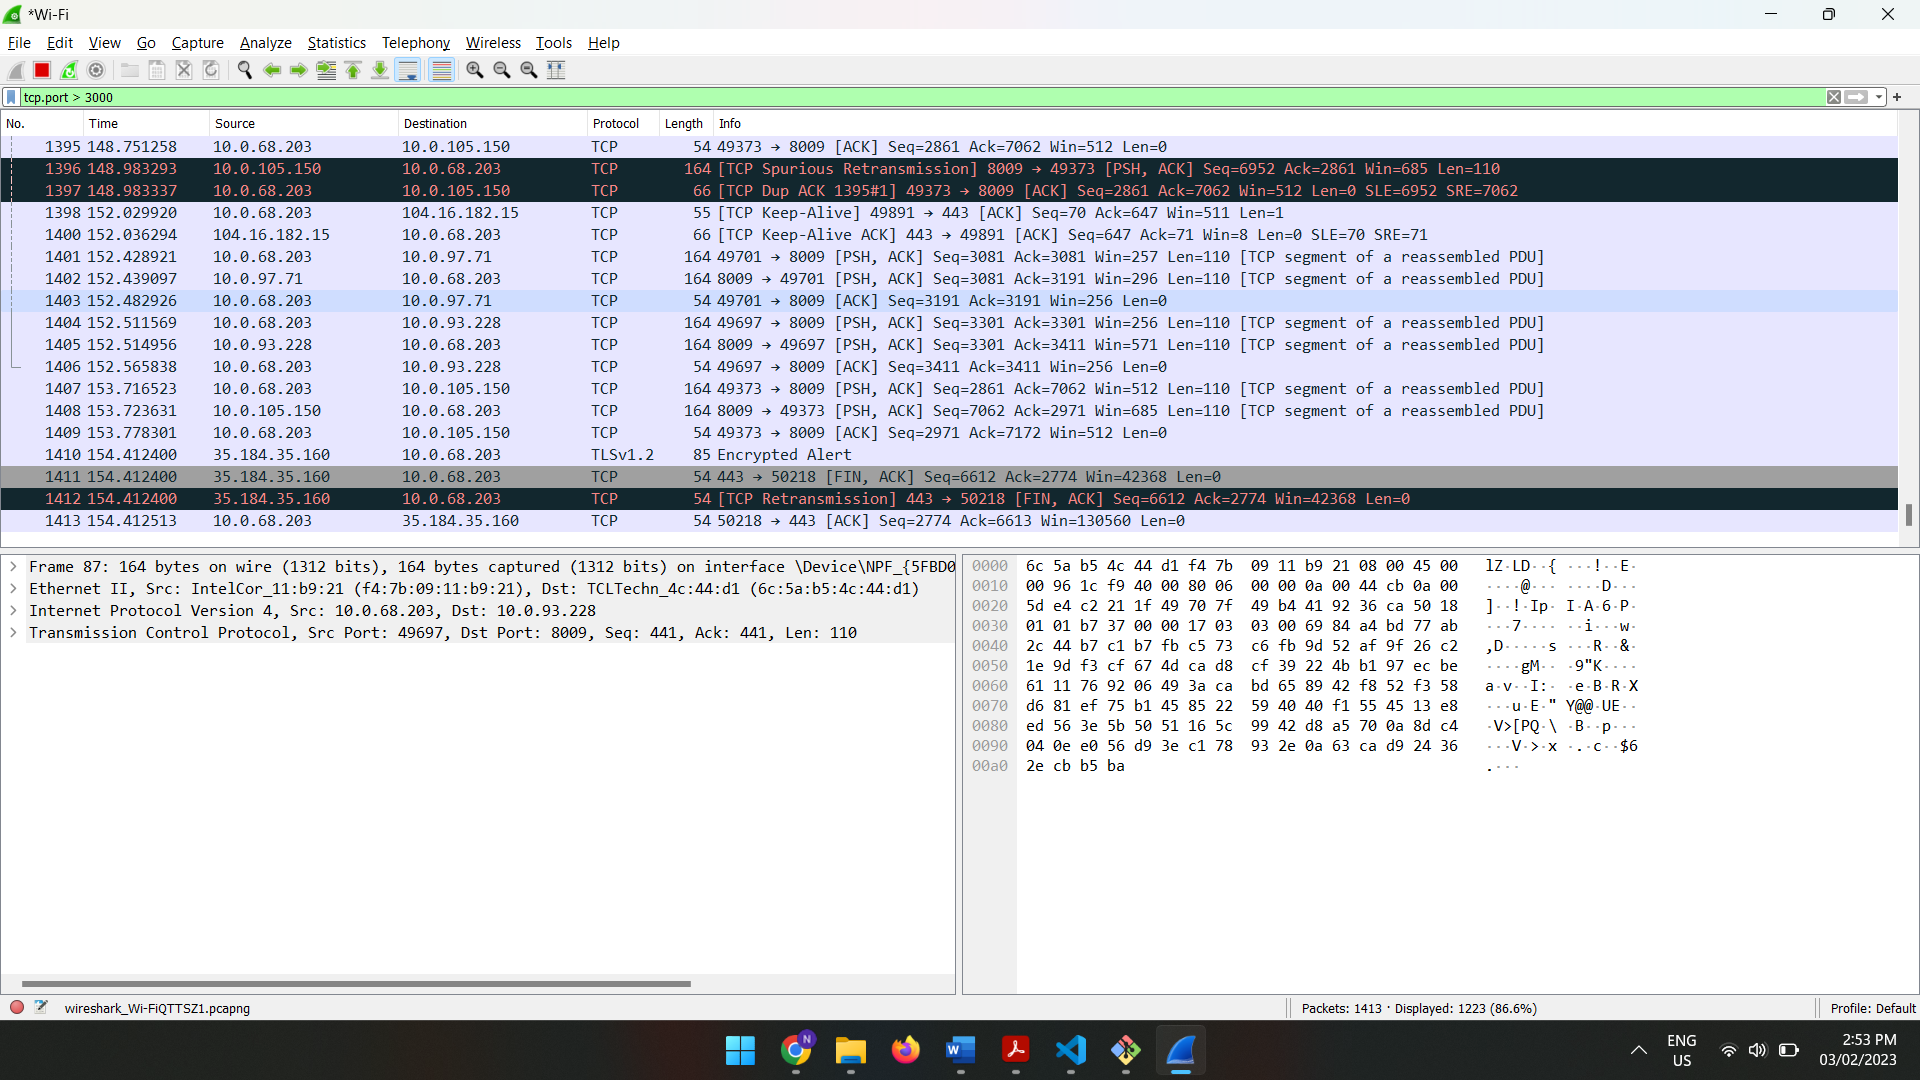 *Wi-Fi
File Edit View Go Capture Analyze Statistics Telephony Wireless Tools Help
tcp.port > 3000
No. Time Source Destination Protocol Length Info
1395 148.751258 10.0.68.203 10.0.105.150 TCP 54 49373 → 8009 [ACK] Seq=2861 Ack=7062 Win=512 Len=0
1396 148.983293 10.0.105.150 10.0.68.203 TCP 164 [TCP Spurious Retransmission] 8009 → 49373 [PSH, ACK] Seq=6952 Ack=2861 Win=685 Len=110
1397 148.983337 10.0.68.203 10.0.105.150 TCP 66 [TCP Dup ACK 1395#1] 49373 → 8009 [ACK] Seq=2861 Ack=7062 Win=512 Len=0 SLE=6952 SRE=7062
1398 152.029920 10.0.68.203 104.16.182.15 TCP 55 [TCP Keep-Alive] 49891 → 443 [ACK] Seq=70 Ack=647 Win=511 Len=1
1400 152.036294 104.16.182.15 10.0.68.203 TCP 66 [TCP Keep-Alive ACK] 443 → 49891 [ACK] Seq=647 Ack=71 Win=8 Len=0 SLE=70 SRE=71
1401 152.428921 10.0.68.203 10.0.97.71 TCP 164 49701 → 8009 [PSH, ACK] Seq=3081 Ack=3081 Win=257 Len=110 [TCP segment of a reassembled PDU]
1402 152.439097 10.0.97.71 10.0.68.203 TCP 164 8009 → 49701 [PSH, ACK] Seq=3081 Ack=3191 Win=296 Len=110 [TCP segment of a reassembled PDU]
1403 152.482926 10.0.68.203 10.0.97.71 TCP 54 49701 → 8009 [ACK] Seq=3191 Ack=3191 Win=256 Len=0
1404 152.511569 10.0.68.203 10.0.93.228 TCP 164 49697 → 8009 [PSH, ACK] Seq=3301 Ack=3301 Win=256 Len=110 [TCP segment of a reassembled PDU]
1405 152.514956 10.0.93.228 10.0.68.203 TCP 164 8009 → 49697 [PSH, ACK] Seq=3301 Ack=3411 Win=571 Len=110 [TCP segment of a reassembled PDU]
1406 152.565838 10.0.68.203 10.0.93.228 TCP 54 49697 → 8009 [ACK] Seq=3411 Ack=3411 Win=256 Len=0
1407 153.716523 10.0.68.203 10.0.105.150 TCP 164 49373 → 8009 [PSH, ACK] Seq=2861 Ack=7062 Win=512 Len=110 [TCP segment of a reassembled PDU]
1408 153.723631 10.0.105.150 10.0.68.203 TCP 164 8009 → 49373 [PSH, ACK] Seq=7062 Ack=2971 Win=685 Len=110 [TCP segment of a reassembled PDU]
1409 153.778301 10.0.68.203 10.0.105.150 TCP 54 49373 → 8009 [ACK] Seq=2971 Ack=7172 Win=512 Len=0
1410 154.412400 35.184.35.160 10.0.68.203 TLSv1.2 85 Encrypted Alert
1411 154.412400 35.184.35.160 10.0.68.203 TCP 54 443 → 50218 [FIN, ACK] Seq=6612 Ack=2774 Win=42368 Len=0
1412 154.412400 35.184.35.160 10.0.68.203 TCP 54 [TCP Retransmission] 443 → 50218 [FIN, ACK] Seq=6612 Ack=2774 Win=42368 Len=0
1413 154.412513 10.0.68.203 35.184.35.160 TCP 54 50218 → 443 [ACK] Seq=2774 Ack=6613 Win=130560 Len=0
Frame 87: 164 bytes on wire (1312 bits), 164 bytes captured (1312 bits) on interface \Device\NPF_{5FBD0
Ethernet II, Src: IntelCor_11:b9:21 (f4:7b:09:11:b9:21), Dst: TCLTechn_4c:44:d1 (6c:5a:b5:4c:44:d1)
Internet Protocol Version 4, Src: 10.0.68.203, Dst: 10.0.93.228
Transmission Control Protocol, Src Port: 49697, Dst Port: 8009, Seq: 441, Ack: 441, Len: 110
0000 6c 5a b5 4c 44 d1 f4 7b 09 11 b9 21 08 00 45 00 lZ·LD··{ ···!··E·
0010 00 96 1c f9 40 00 80 06 00 00 0a 00 44 cb 0a 00 ····@··· ····D···
0020 5d e4 c2 21 1f 49 70 7f 49 b4 41 92 36 ca 50 18 ]··!·Ip· I·A·6·P·
0030 01 01 b7 37 00 00 17 03 03 00 69 84 a4 bd 77 ab ···7···· ··i···w·
0040 2c 44 b7 c1 b7 fb c5 73 c6 fb 9d 52 af 9f 26 c2 ,D·····s ···R··&·
0050 1e 9d f3 cf 67 4d ca d8 cf 39 22 4b b1 97 ec be ····gM·· ·9"K····
0060 61 11 76 92 06 49 3a ca bd 65 89 42 f8 52 f3 58 a·v··I:· ·e·B·R·X
0070 d6 81 ef 75 b1 45 85 22 59 40 40 f1 55 45 13 e8 ···u·E·" Y@@·UE··
0080 ed 56 3e 5b 50 51 16 5c 99 42 d8 a5 70 0a 8d c4 ·V>[PQ·\ ·B··p···
0090 04 0e e0 56 d9 3e c1 78 93 2e 0a 63 ca d9 24 36 ···V·>·x ·.·c··$6
00a0 2e cb b5 ba .···
wireshark_Wi-FiQTTSZ1.pcapng Packets: 1413 · Displayed: 1223 (86.6%) Profile: Default
N
ENG
US
2:53 PM
03/02/2023